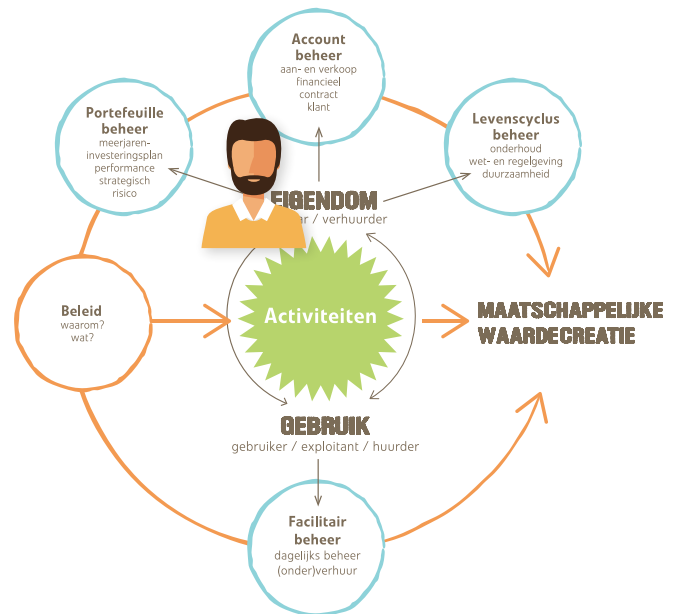 Account
beheer
aan- en verkoop
financieel
contract
klant
Portefeuille
beheer
meerjaren-
investeringsplan
performance
strategisch
risico
Levenscyclus
beheer
onderhoud
wet- en regelgeving
duurzaamheid
EIGENDOM
/ verhuurder
Beleid
waarom?
wat?
Activiteiten
MAATSCHAPPELIJKE
WAARDECREATIE
GEBRUIK
gebruiker / exploitant / huurder
Facilitair
beheer
dagelijks beheer
(onder)verhuur